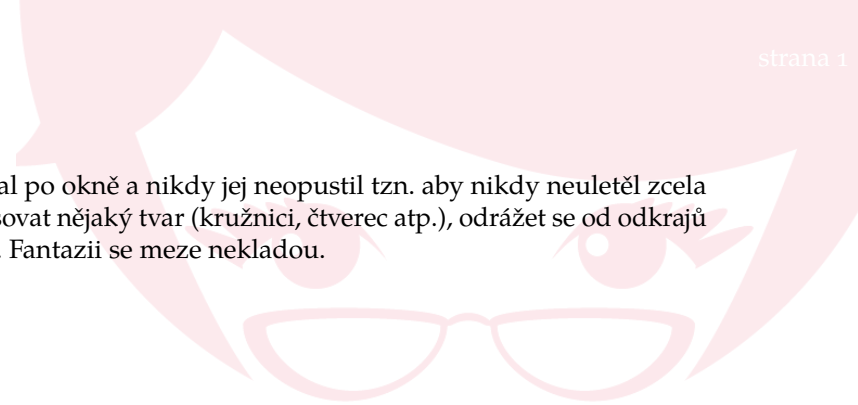 strana 1
al po okně a nikdy jej neopustil tzn. aby nikdy neuletěl zcela
sovat nějaký tvar (kružnici, čtverec atp.), odrážet se od odkrajů
. Fantazii se meze nekladou.